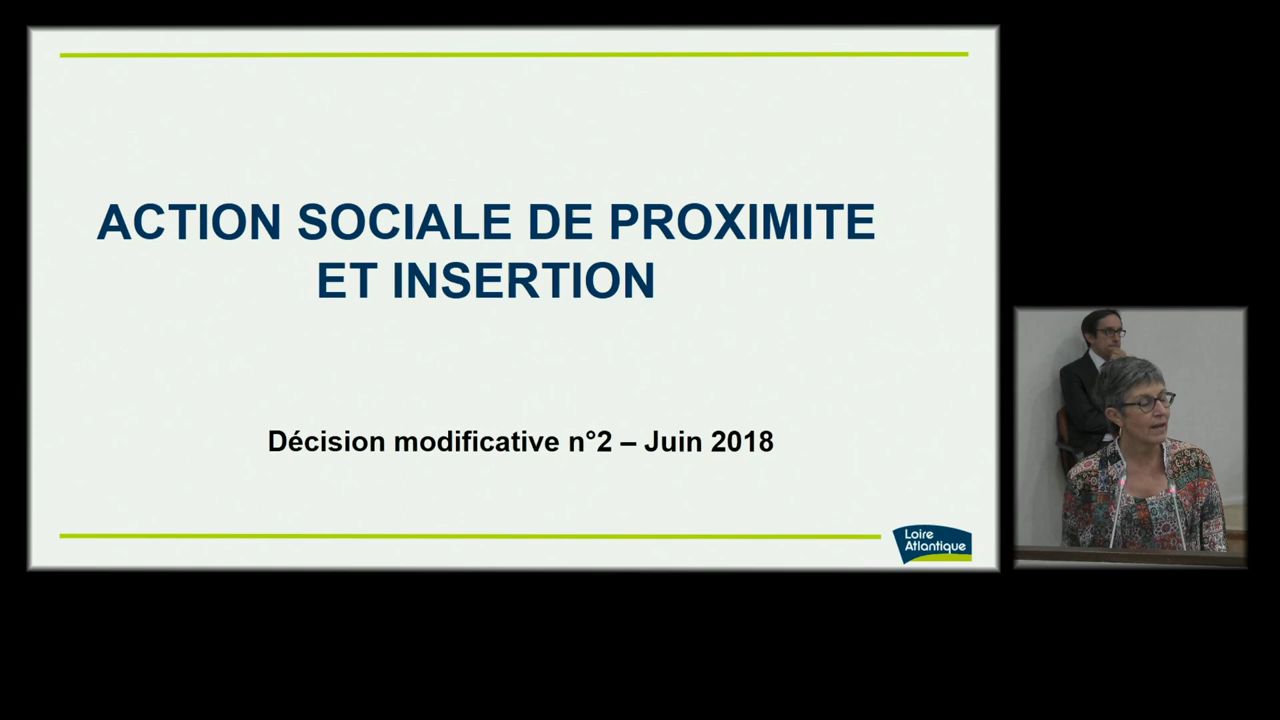 ACTION SOCIALE DE PROXIMITE
ET INSERTION
Décision modificative n°2 – Juin 2018
Loire
Atlantique